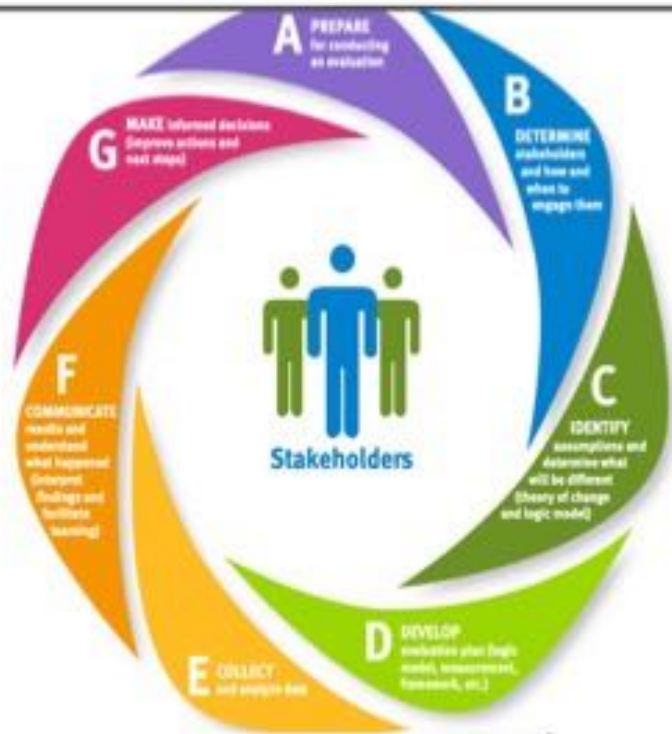 A PREPARE
for conducting
an evaluation
B
DETERMINE
stakeholders
and how and
when to
engage them
C
IDENTIFY
assumptions and
determine what
will be different
(theory of change
and logic model)
D DEVELOP
evaluation plan (logic
model, measurement,
framework, etc.)
E COLLECT
and analyze data
F
COMMUNICATE
results and
understand
what happened
(interpret
findings and
facilitate
learning)
G MAKE informed decisions
(improve actions and
next steps)
Stakeholders